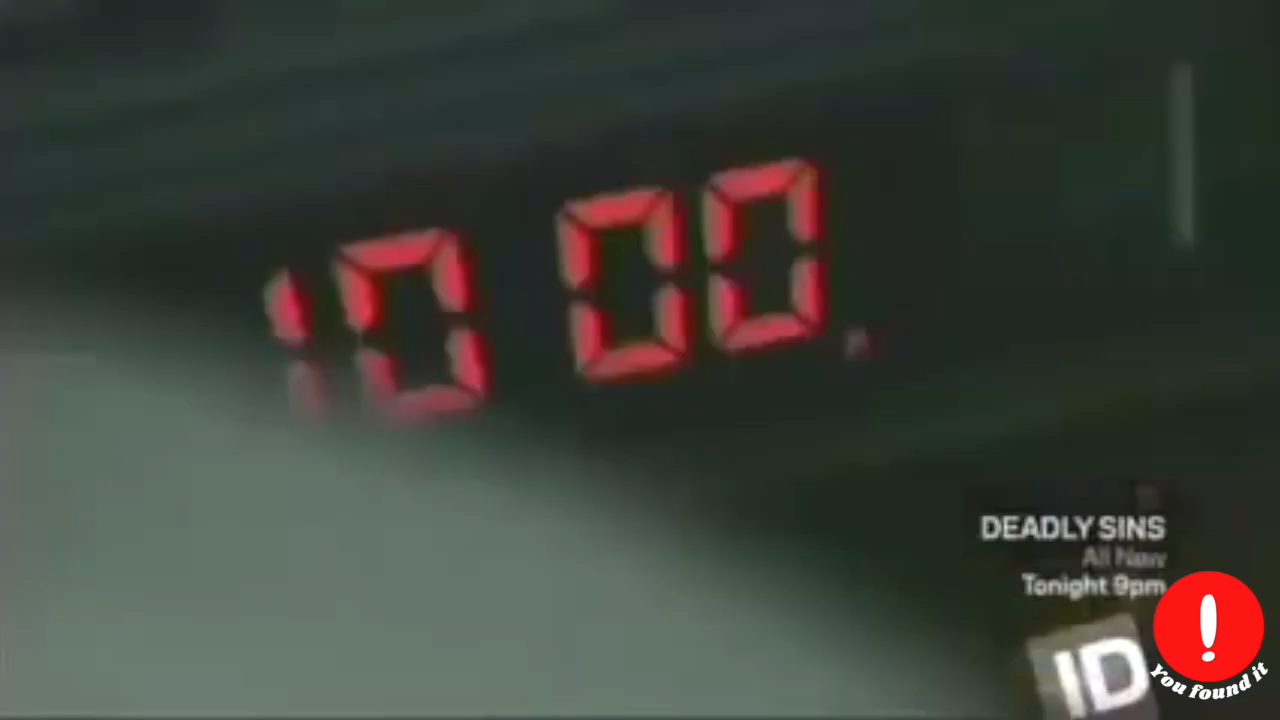 10 00
DEADLY SINS
All New
Tonight 9pm
ID
!
You found it